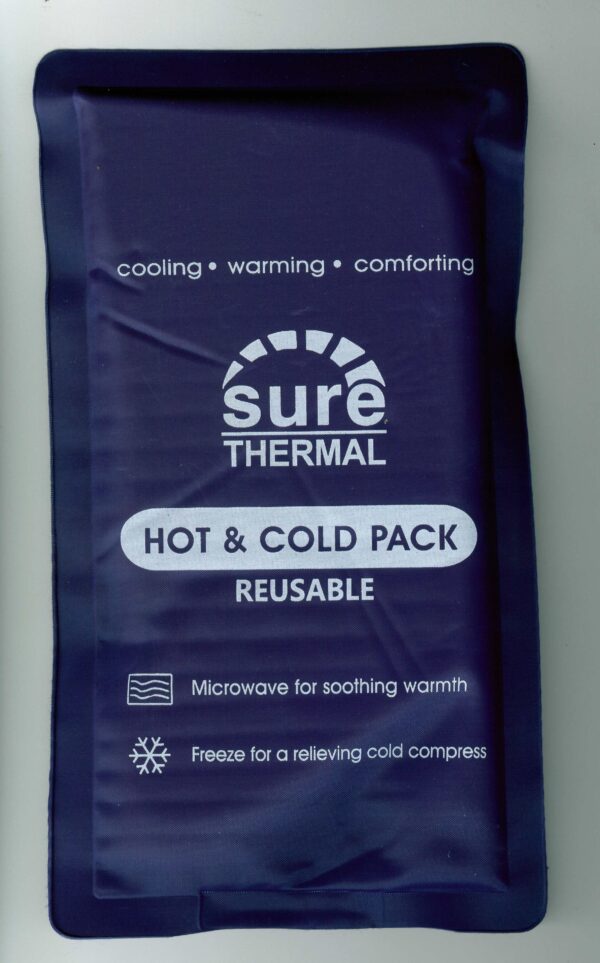 cooling • warming • comforting
sure
THERMAL
HOT & COLD PACK
REUSABLE
Microwave for soothing warmth
Freeze for a relieving cold compress